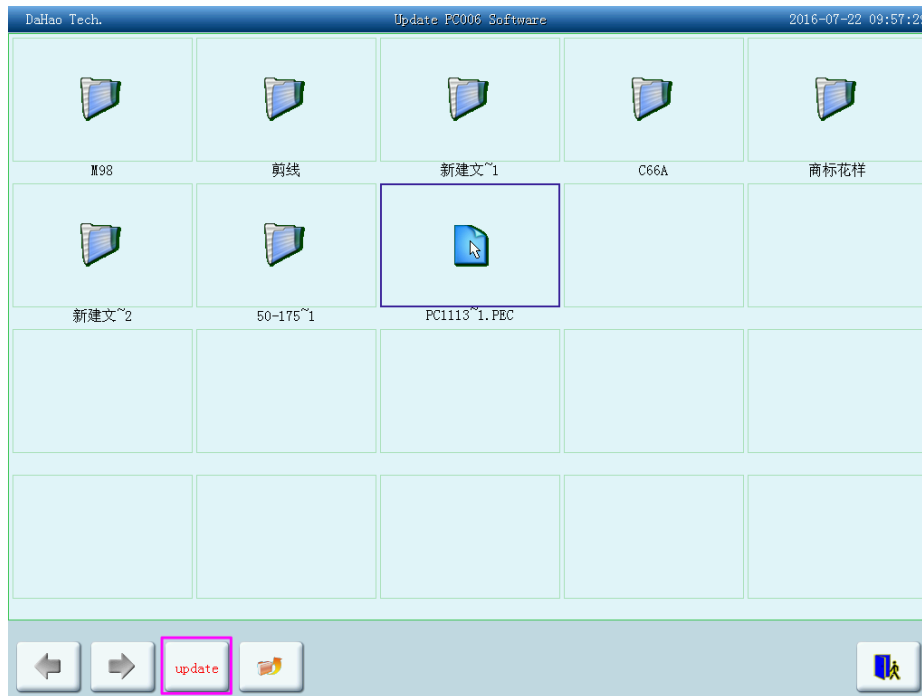 DaHao Tech. Update PC006 Software 2016-07-22 09:57:2
M98 剪线 新建文~1 C66A 商标花样
新建文~2 50-175~1 PC1113~1.PEC
update